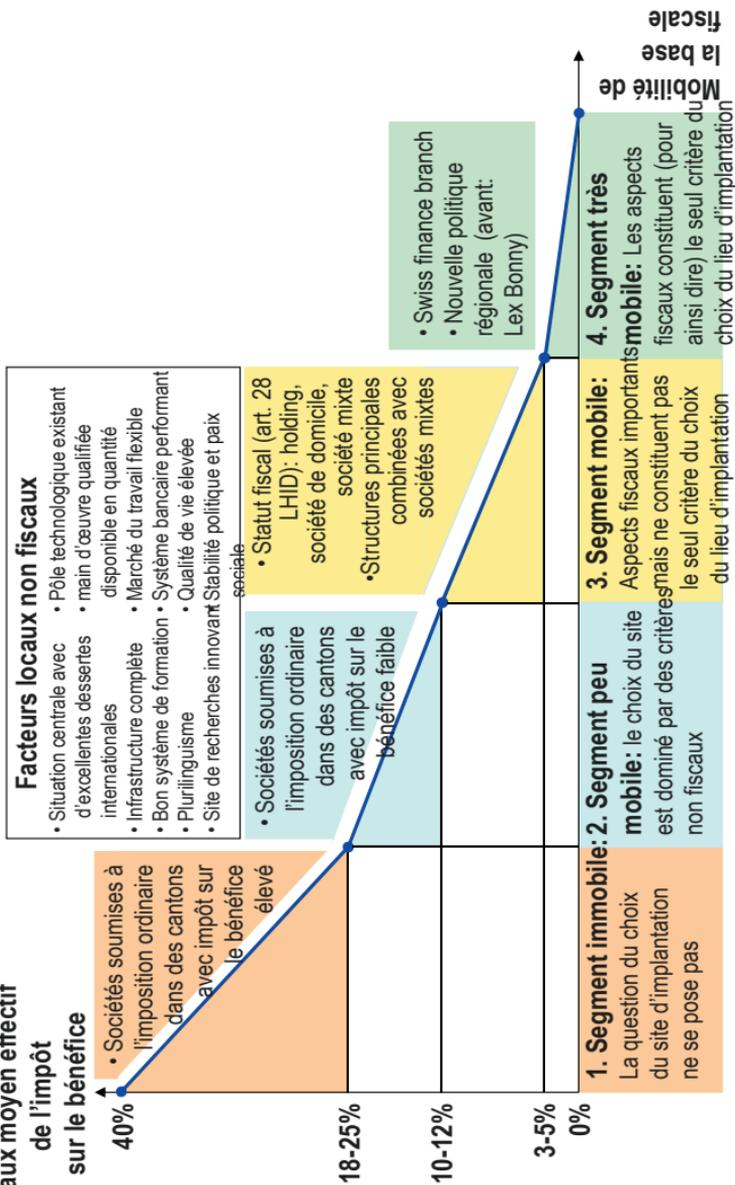 aux moyen effectif
de l'impôt
sur le bénéfice
40%
18-25%
10-12%
3-5%
0%
Facteurs locaux non fiscaux
• Situation centrale avec
d'excellentes dessertes
internationales
• Infrastructure complète
• Bon système de formation
• Plurilinguisme
• Site de recherches innovant
• Pôle technologique existant
• main d'œuvre qualifiée
disponible en quantité
• Marché du travail flexible
• Système bancaire performant
• Qualité de vie élevée
• Stabilité politique et paix
sociale
• Sociétés soumises à
l'imposition ordinaire
dans des cantons
avec impôt sur
le bénéfice
élevé
• Sociétés soumises à
l'imposition ordinaire
dans des cantons
avec impôt sur le
bénéfice faible
• Statut fiscal (art. 28
LHID): holding,
société de domicile,
société mixte
•Structures principales
combinées avec
sociétés mixtes
• Swiss finance branch
• Nouvelle politique
régionale (avant:
Lex Bonny)
1. Segment immobile:
La question du choix
du site d'implantation
ne se pose pas
2. Segment peu
mobile: le choix du site
est dominé par des critères
non fiscaux
3. Segment mobile:
Aspects fiscaux importants
mais ne constituent pas
le seul critère du choix
du lieu d'implantation
4. Segment très
mobile: Les aspects
fiscaux constituent (pour
ainsi dire) le seul critère du
choix du lieu d'implantation
Mobilité de
la base
fiscale